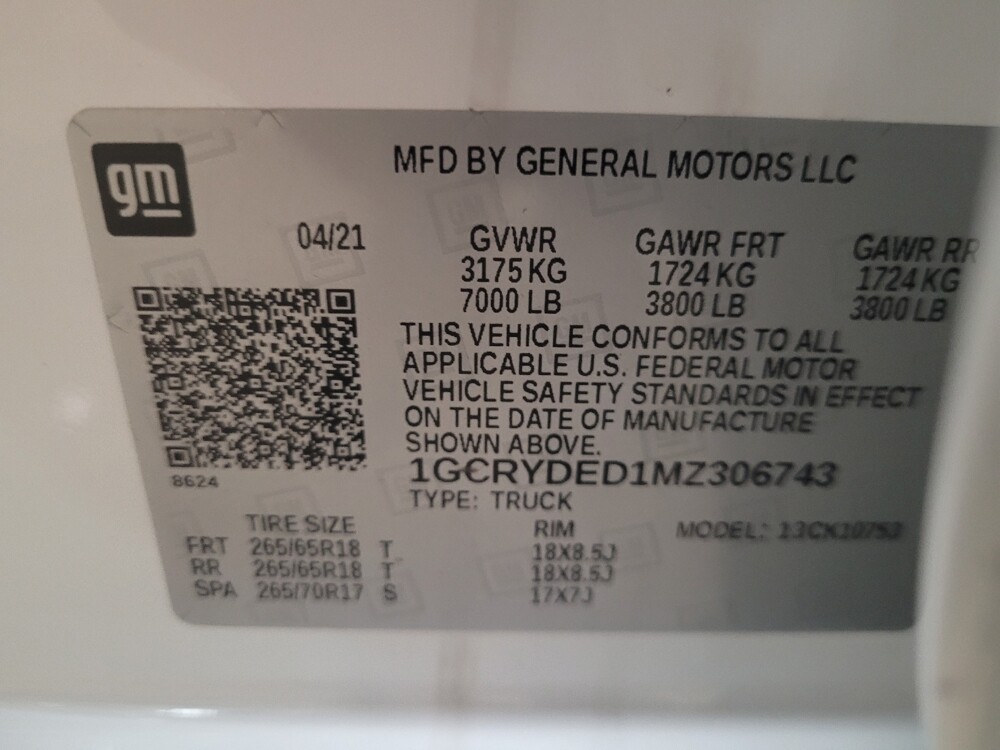 gm
MFD BY GENERAL MOTORS LLC
04/21 GVWR GAWR FRT GAWR RR
3175 KG 1724 KG 1724 KG
7000 LB 3800 LB 3800 LB
THIS VEHICLE CONFORMS TO ALL
APPLICABLE U.S. FEDERAL MOTOR
VEHICLE SAFETY STANDARDS IN EFFECT
ON THE DATE OF MANUFACTURE
SHOWN ABOVE.
8624
1GCRYDED1MZ306743
TYPE: TRUCK
TIRE SIZE RIM MODEL:
FRT 265/65R18 T 18X8.5J
RR 265/65R18 T 18X8.5J
SPA 265/70R17 S 17X7J